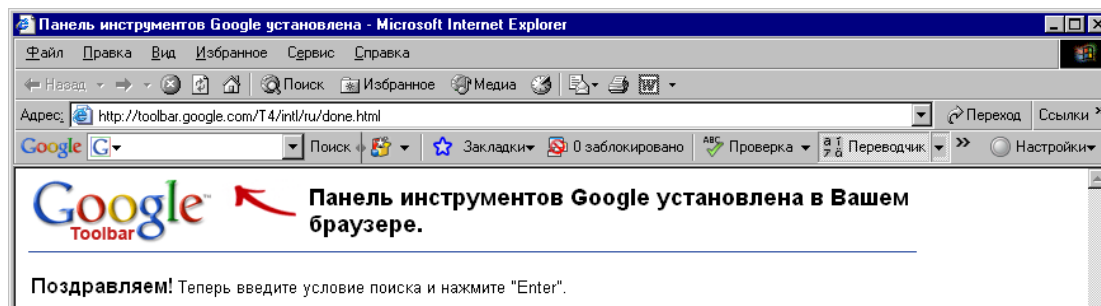 Панель инструментов Google установлена - Microsoft Internet Explorer
Файл Правка Вид Избранное Сервис Справка
Назад Поиск Избранное Медиа
Адрес: http://toolbar.google.com/T4/intl/ru/done.html Переход Ссылки »
Google G Поиск Закладки 0 заблокировано ABC Проверка Переводчик » Настройки
Google™ Toolbar
Панель инструментов Google установлена в Вашем
браузере.
Поздравляем! Теперь введите условие поиска и нажмите "Enter".